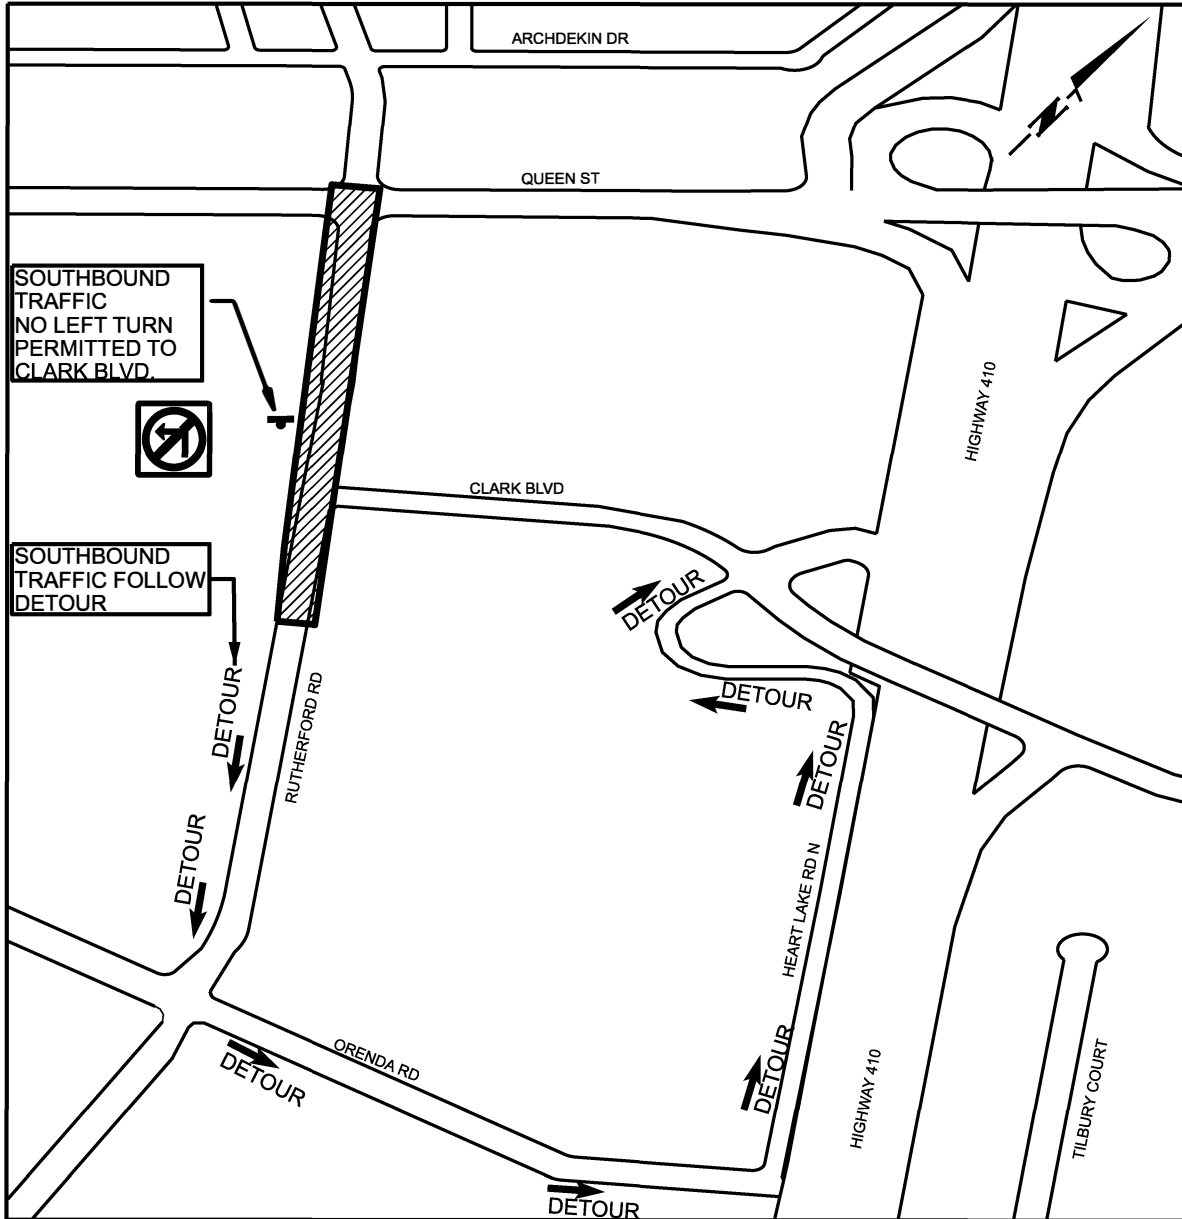 ARCHDEKIN DR
N
QUEEN ST
SOUTHBOUND
TRAFFIC
NO LEFT TURN
PERMITTED TO
CLARK BLVD.
HIGHWAY 410
CLARK BLVD
SOUTHBOUND
TRAFFIC FOLLOW
DETOUR
DETOUR
DETOUR
DETOUR
RUTHERFORD RD
DETOUR
DETOUR
HEART LAKE RD N
DETOUR
ORENDA RD
DETOUR
HIGHWAY 410
TILBURY COURT
DETOUR